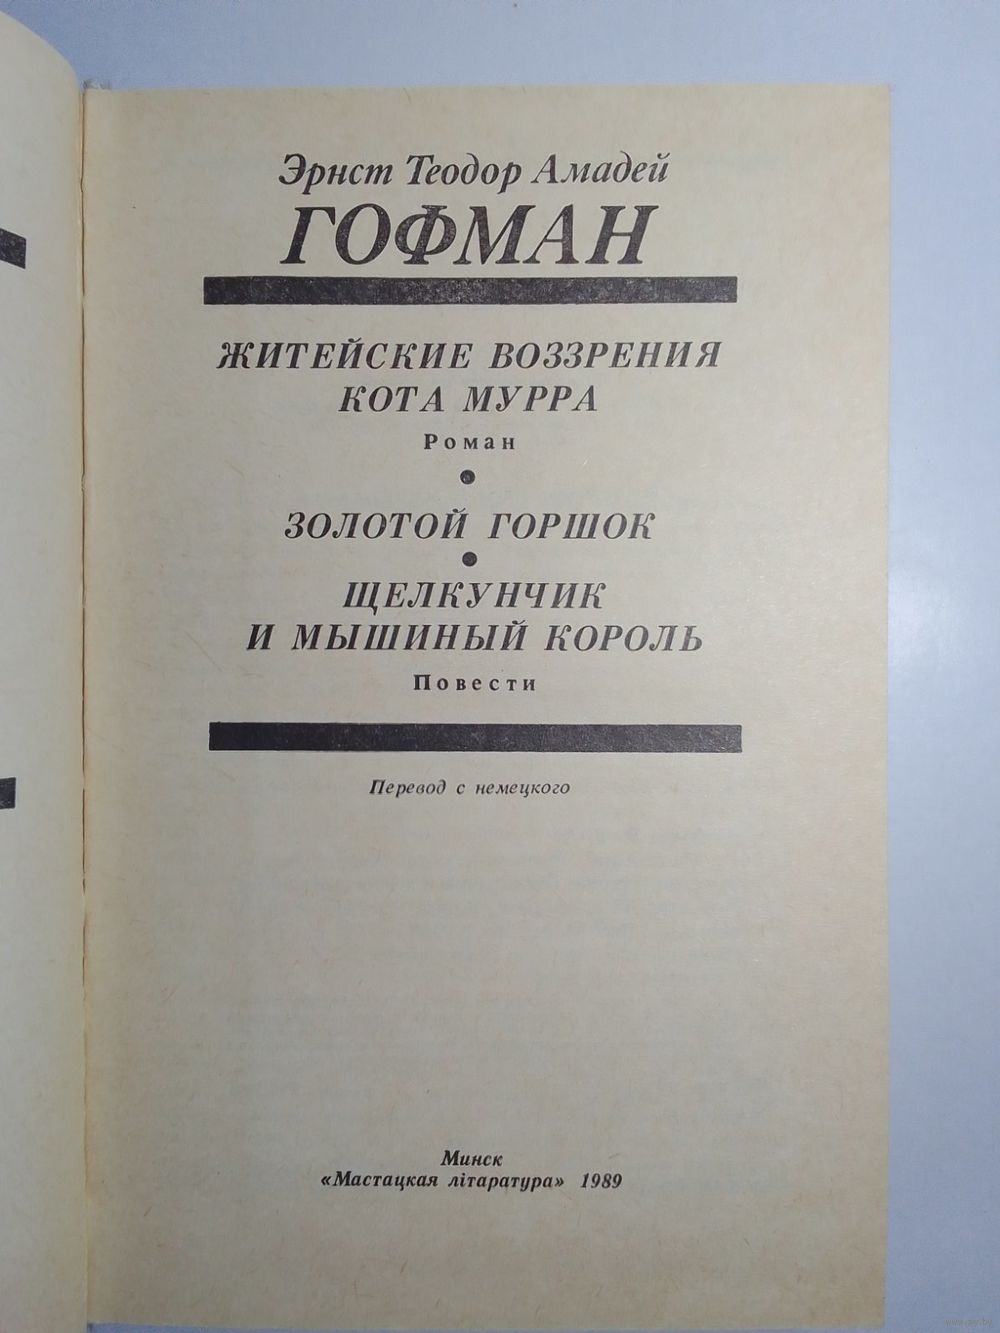 Эрнст Теодор Амадей
ГОФМАН
ЖИТЕЙСКИЕ ВОЗЗРЕНИЯ
КОТА МУРРА
Роман
ЗОЛОТОЙ ГОРШОК
ЩЕЛКУНЧИК
И МЫШИНЫЙ КОРОЛЬ
Повести
Перевод с немецкого
Минск
«Мастацкая літаратура» 1989